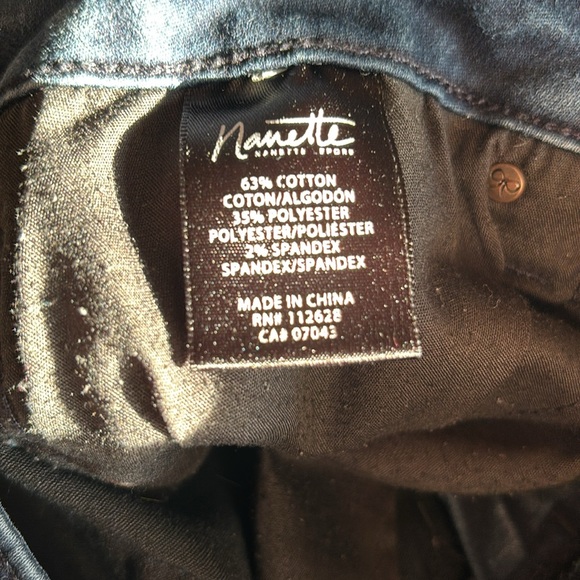 Nanette
NANETTE LEPORE
63% COTTON
COTON/ALGODÓN
35% POLYESTER
POLYESTER/POLIÉSTER
2% SPANDEX
SPANDEX/SPANDEX
MADE IN CHINA
RN# 112628
CA# 07043